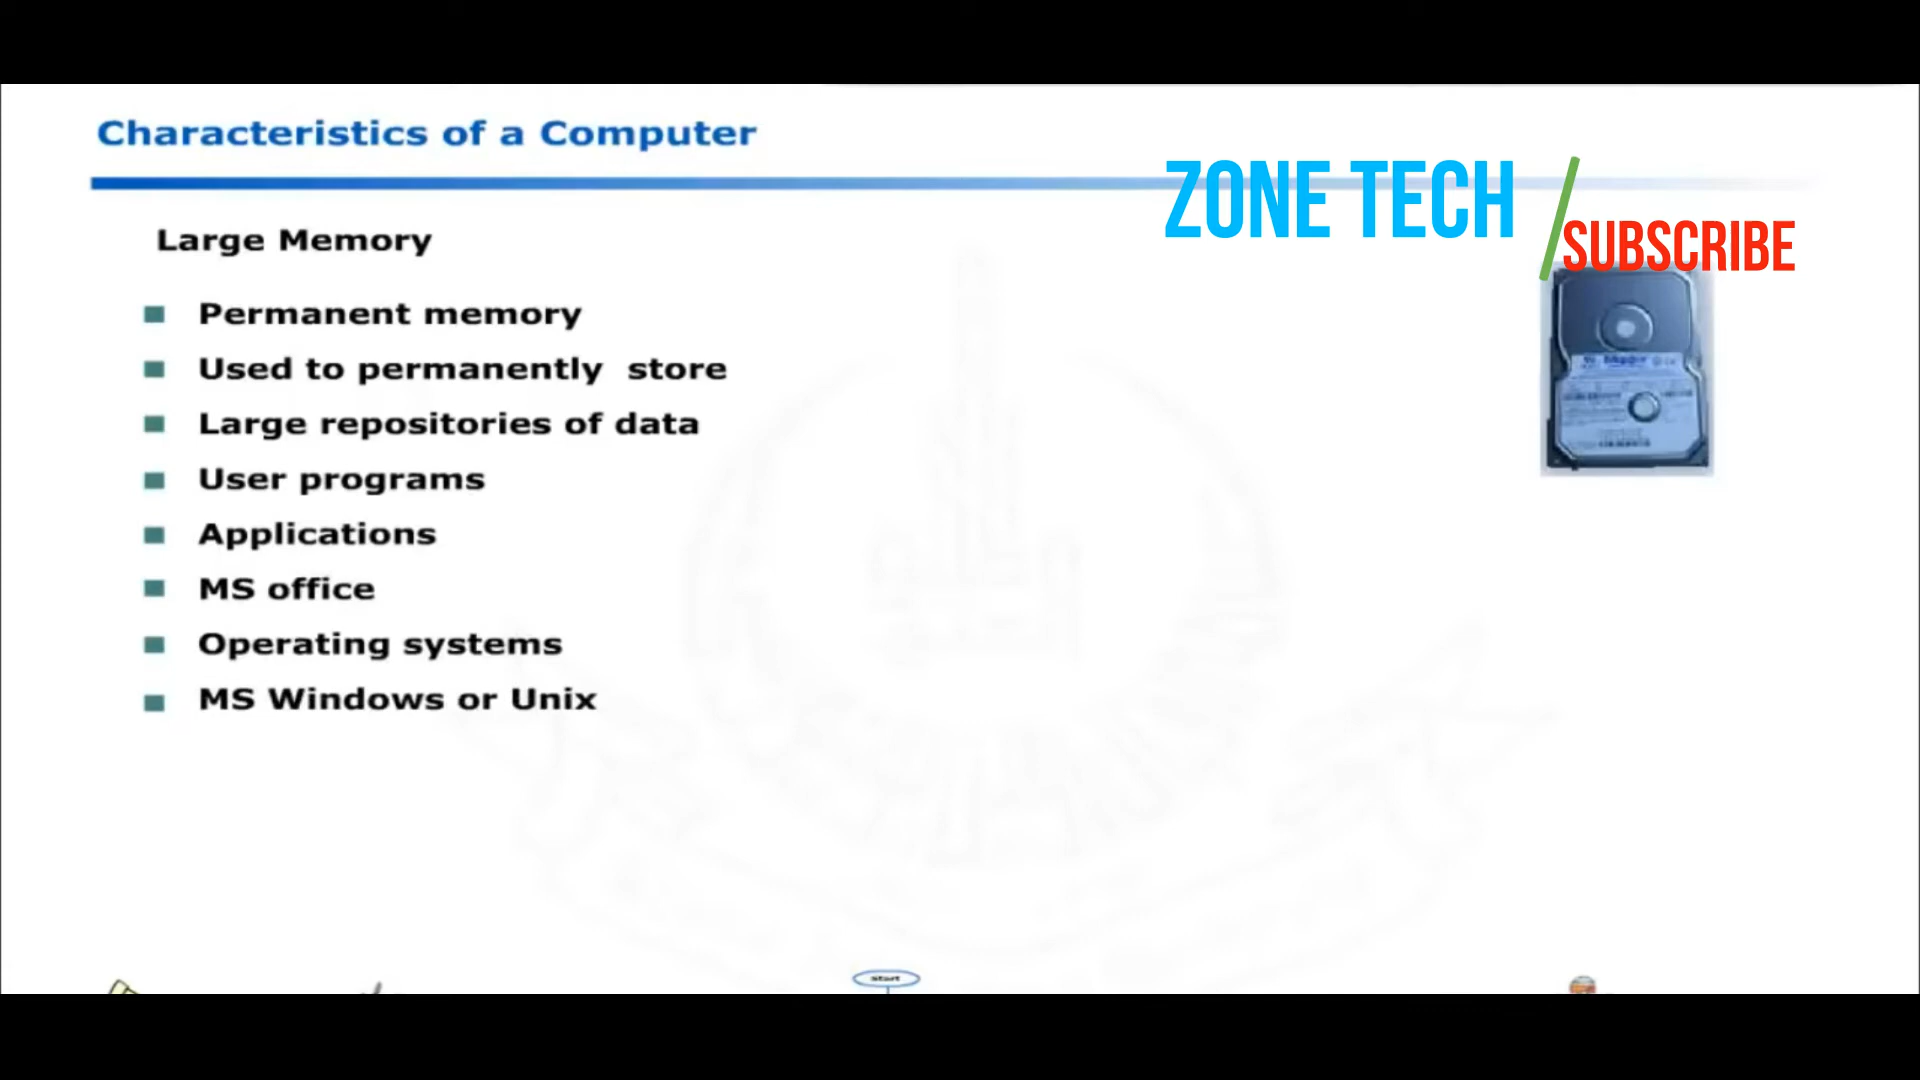 Characteristics of a Computer
ZONE TECH
SUBSCRIBE
Large Memory
Permanent memory
Used to permanently store
Large repositories of data
User programs
Applications
MS office
Operating systems
MS Windows or Unix
start